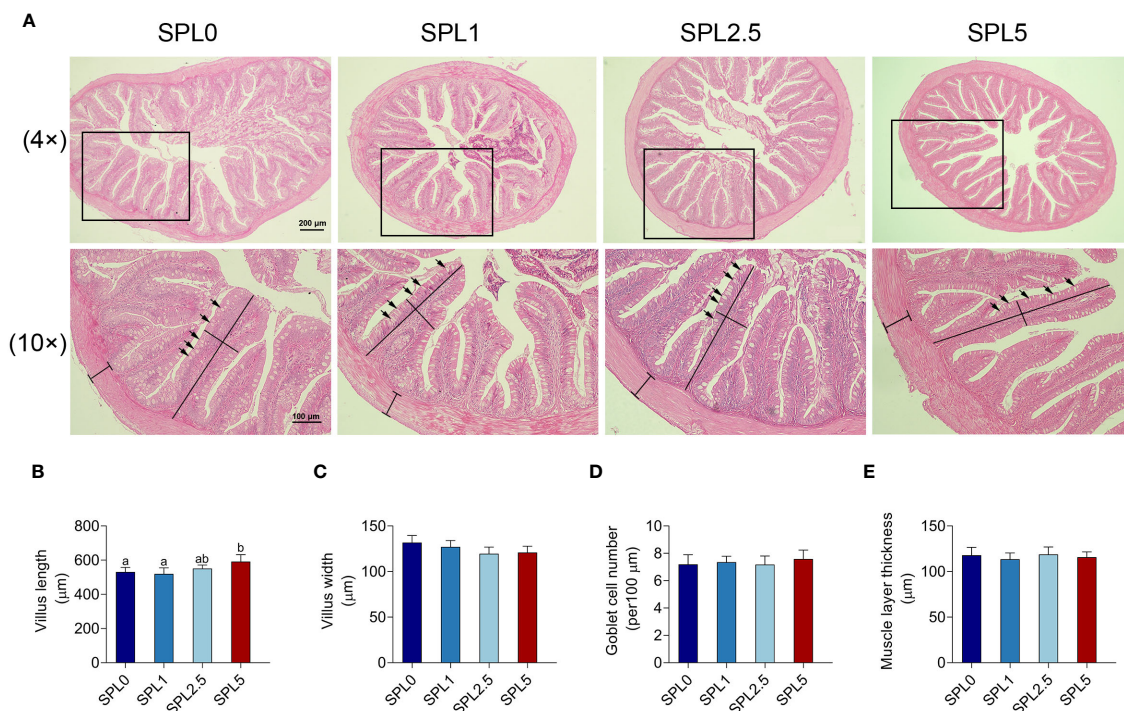 A
SPL0 SPL1 SPL2.5 SPL5
(4×)
200 μm
(10×)
100 μm
B C D E
Villus length
(μm)
800
600
400
200
0
a a ab b
SPL0 SPL1 SPL2.5 SPL5
Villus width
(μm)
150
100
50
0
SPL0 SPL1 SPL2.5 SPL5
Goblet cell number
(per100 μm)
10
8
6
4
2
0
SPL0 SPL1 SPL2.5 SPL5
Muscle layer thickness
(μm)
150
100
50
0
SPL0 SPL1 SPL2.5 SPL5